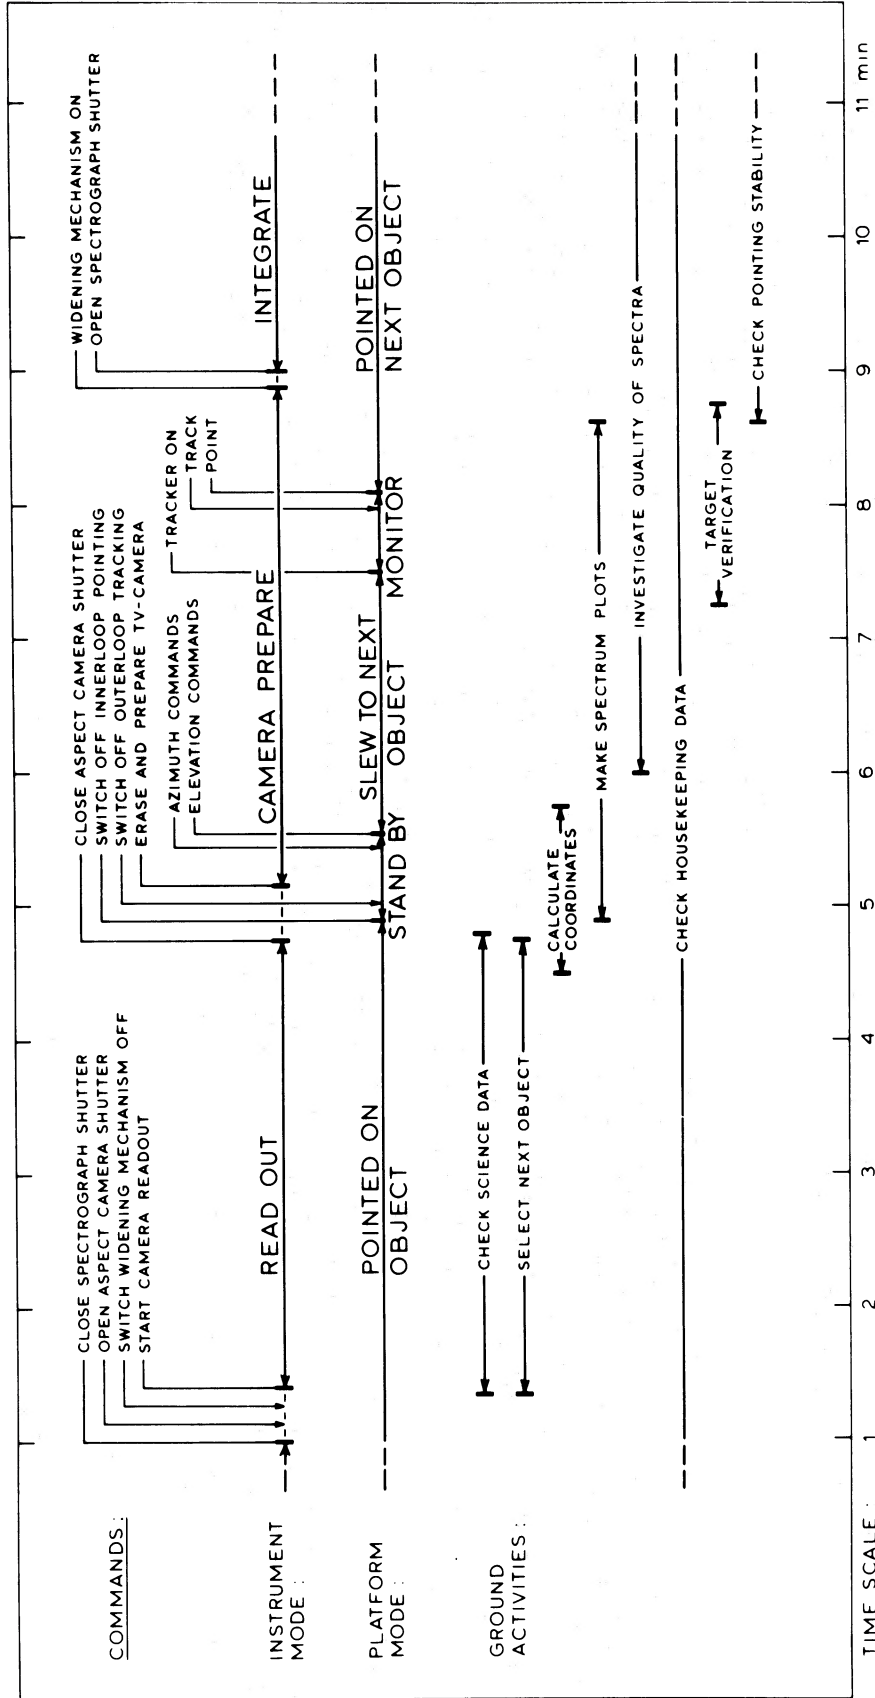 COMMANDS:
CLOSE SPECTROGRAPH SHUTTER
OPEN ASPECT CAMERA SHUTTER
SWITCH WIDENING MECHANISM OFF
START CAMERA READOUT
CLOSE ASPECT CAMERA SHUTTER
SWITCH OFF INNERLOOP POINTING
SWITCH OFF OUTERLOOP TRACKING
ERASE AND PREPARE TV-CAMERA
AZIMUTH COMMANDS
ELEVATION COMMANDS
TRACKER ON
TRACK
POINT
WIDENING MECHANISM ON
OPEN SPECTROGRAPH SHUTTER
INSTRUMENT
MODE :
READ OUT
CAMERA PREPARE
INTEGRATE
PLATFORM
MODE :
POINTED ON
OBJECT
STAND BY
SLEW TO NEXT
OBJECT
MONITOR
POINTED ON
NEXT OBJECT
GROUND
ACTIVITIES :
CHECK SCIENCE DATA
SELECT NEXT OBJECT
CALCULATE
COORDINATES
MAKE SPECTRUM PLOTS
INVESTIGATE QUALITY OF SPECTRA
CHECK HOUSEKEEPING DATA
TARGET
VERIFICATION
CHECK POINTING STABILITY
TIME SCALE :
1 2 3 4 5 6 7 8 9 10 11 min